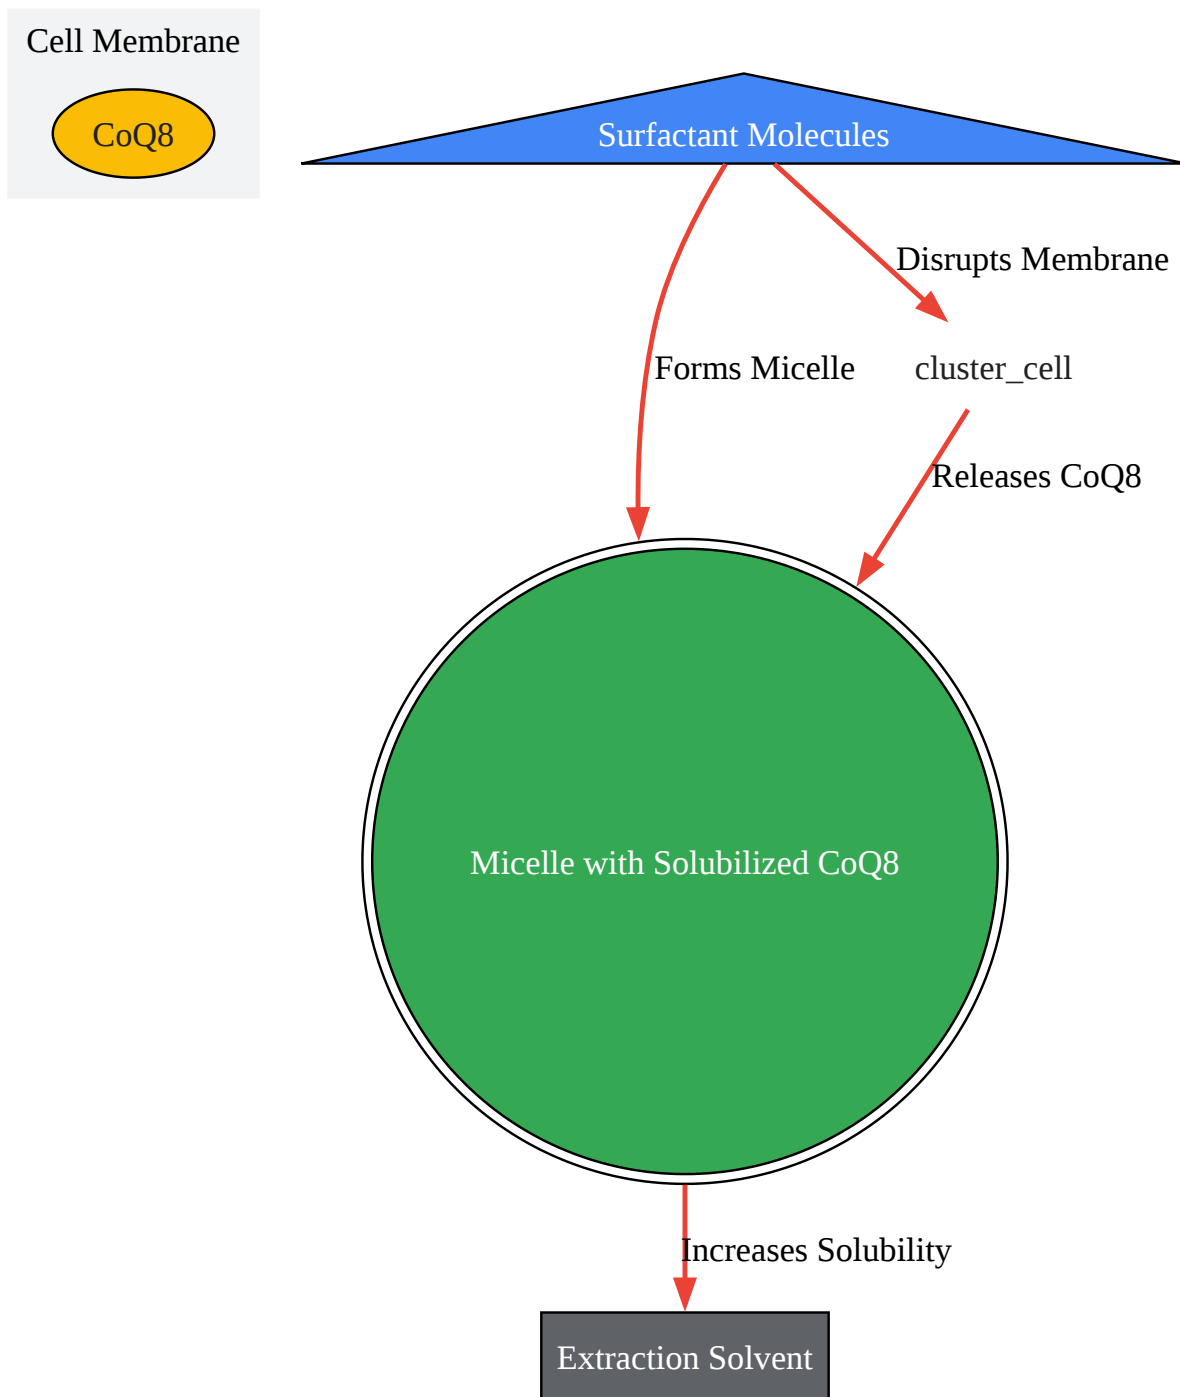 Cell Membrane
CoQ8
Surfactant Molecules
Disrupts Membrane
Forms Micelle
cluster_cell
Releases CoQ8
Micelle with Solubilized CoQ8
Increases Solubility
Extraction Solvent